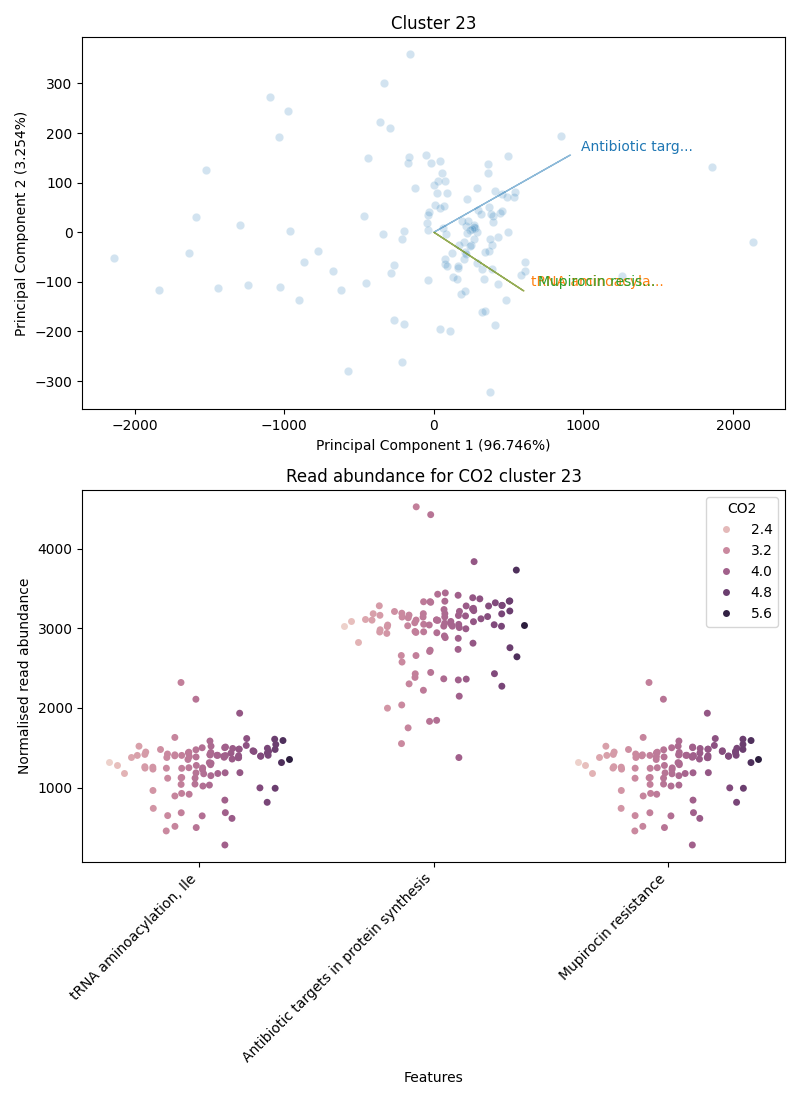 Cluster 23
300
200
100
0
−100
−200
−300
Principal Component 2 (3.254%)
Antibiotic targ...
Mupirocin resis...
−2000
−1000
0
1000
2000
Principal Component 1 (96.746%)
Read abundance for CO2 cluster 23
4000
3000
2000
1000
Normalised read abundance
CO2
2.4
3.2
4.0
4.8
5.6
tRNA aminoacylation, Ile
Antibiotic targets in protein synthesis
Mupirocin resistance
Features